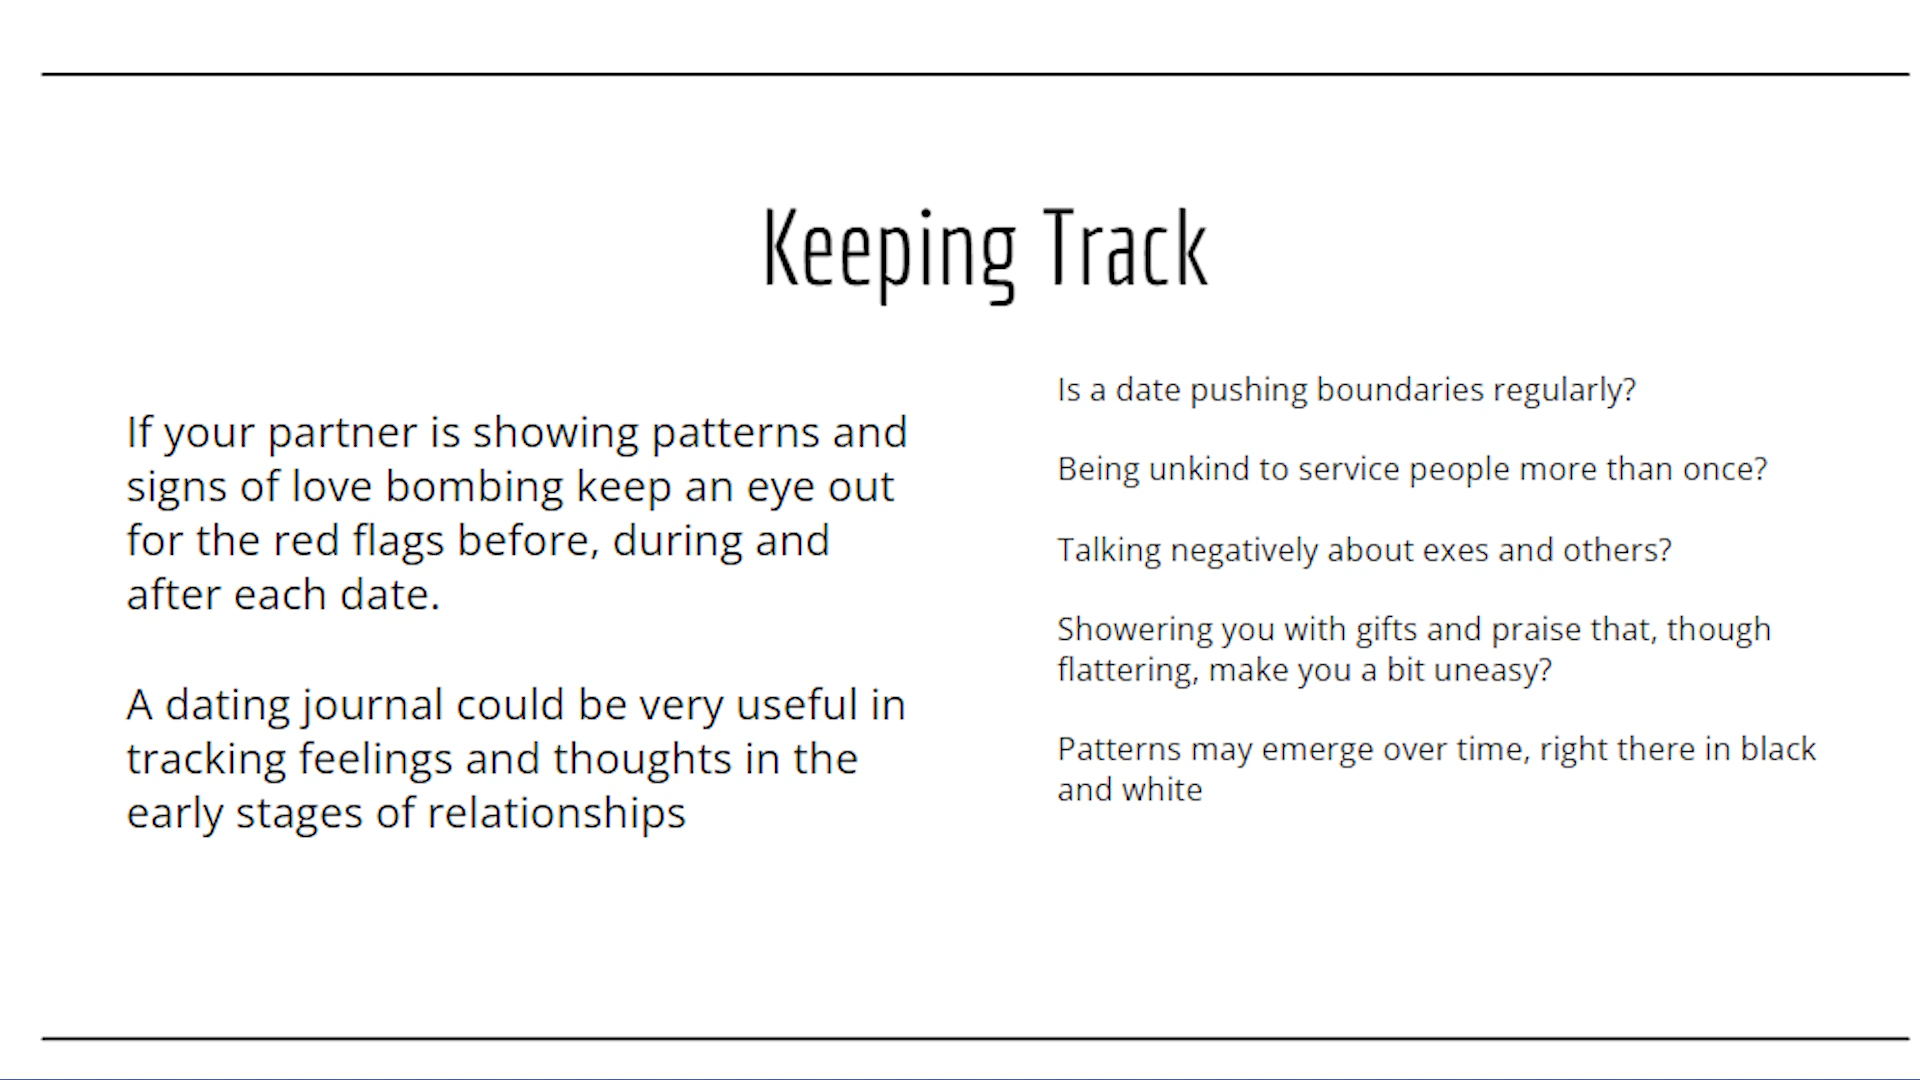 Keeping Track
If your partner is showing patterns and
signs of love bombing keep an eye out
for the red flags before, during and
after each date.
A dating journal could be very useful in
tracking feelings and thoughts in the
early stages of relationships
Is a date pushing boundaries regularly?
Being unkind to service people more than once?
Talking negatively about exes and others?
Showering you with gifts and praise that, though
flattering, make you a bit uneasy?
Patterns may emerge over time, right there in black
and white